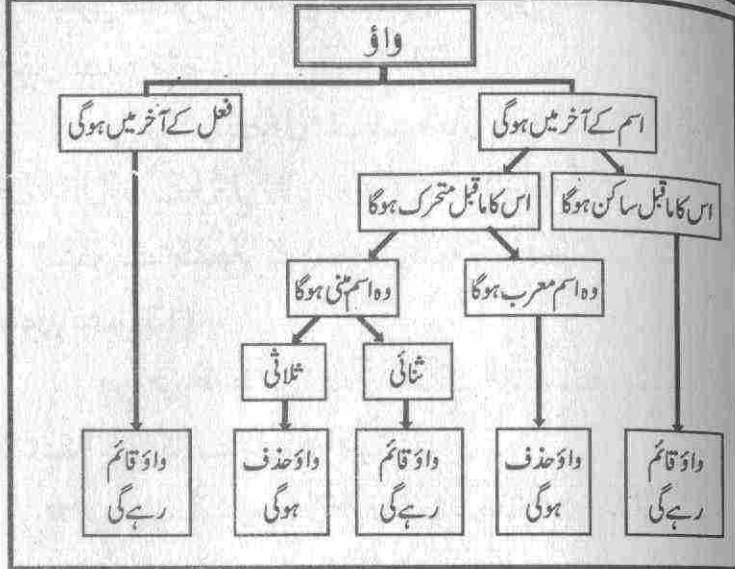 واؤ
اسم کے آخر میں ہوگی
فعل کے آخر میں ہوگی
اس کا ماقبل ساکن ہوگا
اس کا ماقبل متحرک ہوگا
وہ اسم معرب ہوگا
وہ اسم مبنی ہوگا
ثنائی
ثلاثی
واؤ قائم
رہے گی
واؤ حذف
ہوگی
واؤ قائم
رہے گی
واؤ حذف
ہوگی
واؤ قائم
رہے گی